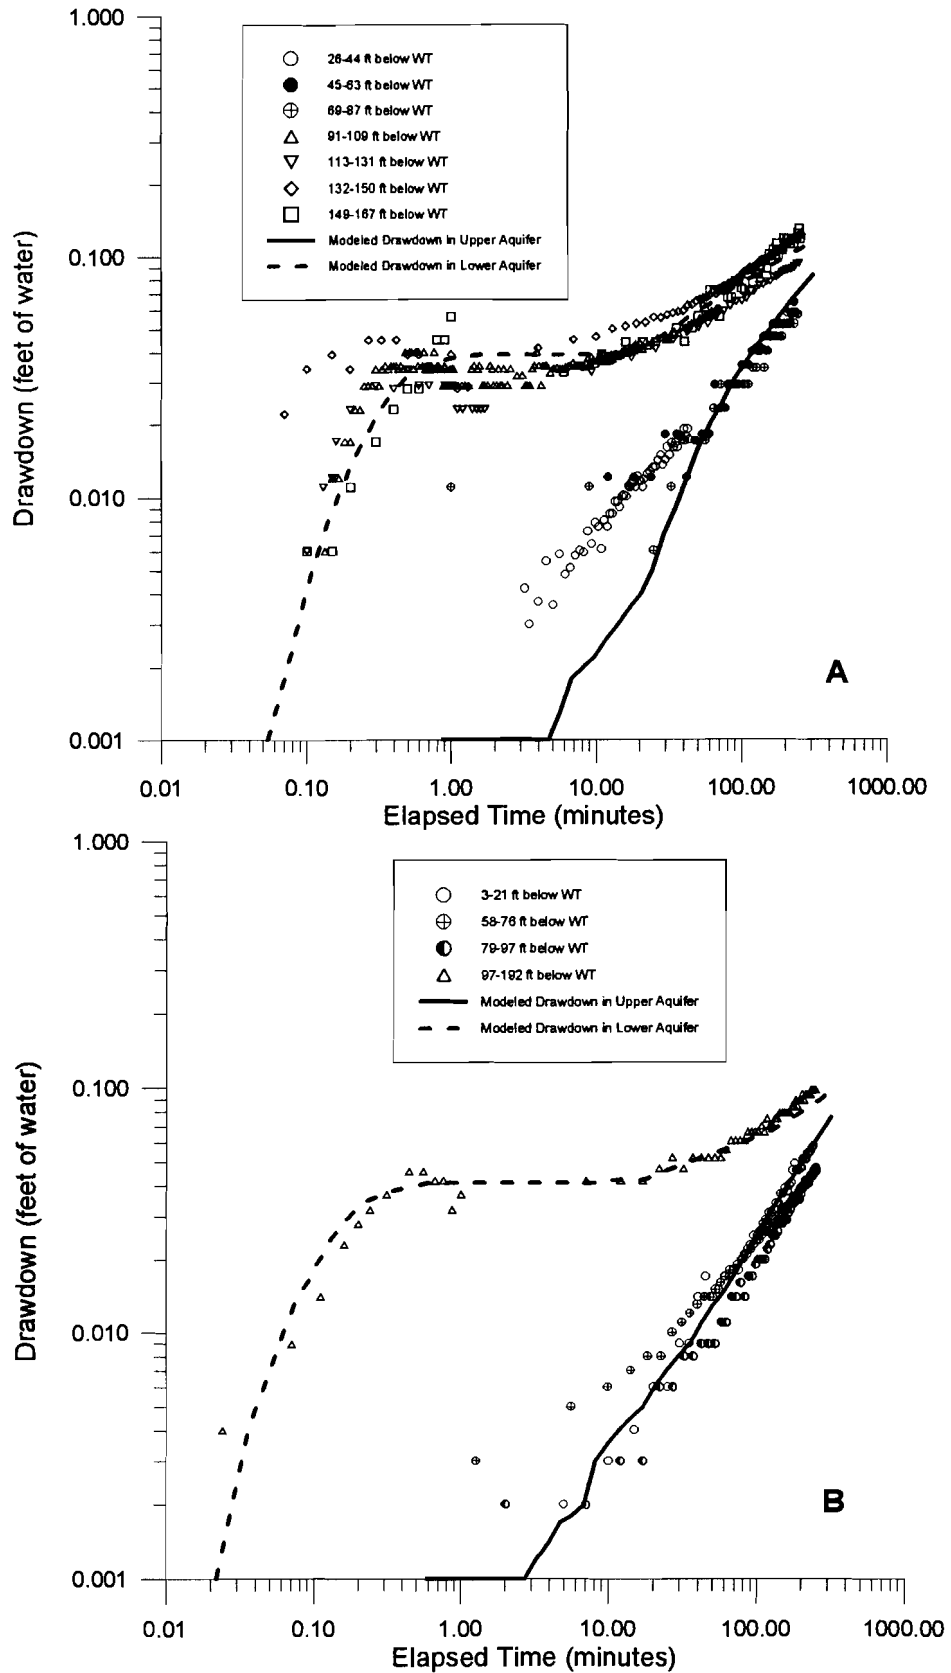 1.000
0.100
0.010
0.001
Drawdown (feet of water)
26-44 ft below WT
45-63 ft below WT
69-87 ft below WT
91-109 ft below WT
113-131 ft below WT
132-150 ft below WT
149-167 ft below WT
Modeled Drawdown in Upper Aquifer
Modeled Drawdown in Lower Aquifer
A
0.01 0.10 1.00 10.00 100.00 1000.00
Elapsed Time (minutes)
1.000
0.100
0.010
0.001
Drawdown (feet of water)
3-21 ft below WT
58-76 ft below WT
79-97 ft below WT
97-192 ft below WT
Modeled Drawdown in Upper Aquifer
Modeled Drawdown in Lower Aquifer
B
0.01 0.10 1.00 10.00 100.00 1000.00
Elapsed Time (minutes)